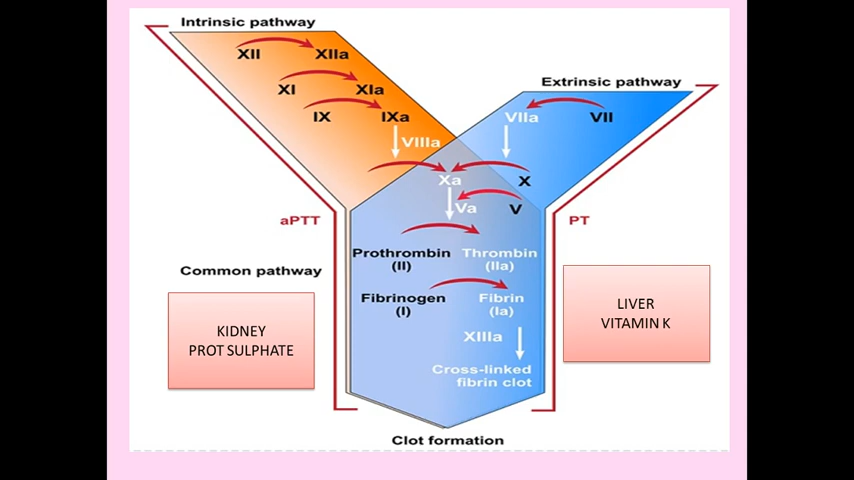 Intrinsic pathway
XII XIIa
XI XIa
IX IXa
VIIIa
Extrinsic pathway
VIIa VII
Xa X
Va V
aPTT
PT
Prothrombin Thrombin
(II) (IIa)
Common pathway
Fibrinogen Fibrin
(I) (Ia)
XIIIa
Cross-linked
fibrin clot
KIDNEY
PROT SULPHATE
LIVER
VITAMIN K
Clot formation